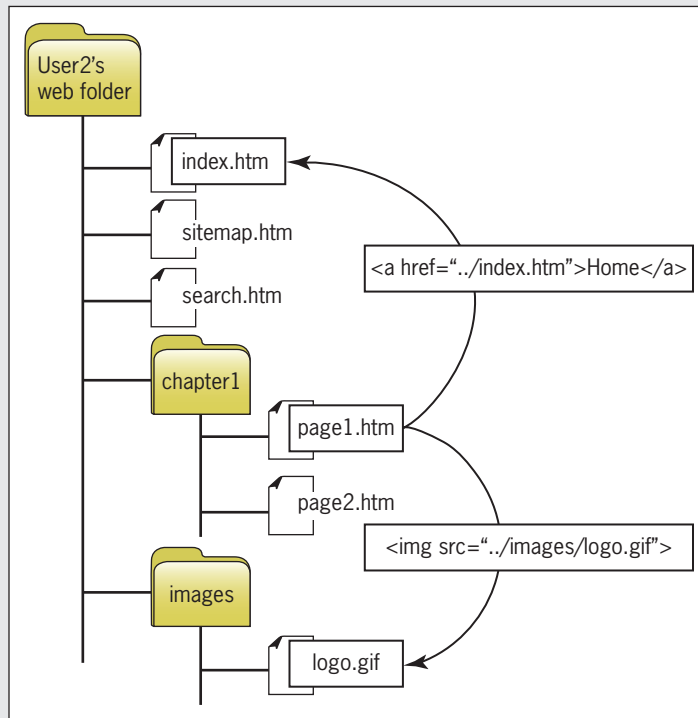 User2's
web folder
index.htm
sitemap.htm
<a href=“../index.htm”>Home</a>
search.htm
chapter1
page1.htm
page2.htm
<img src=“../images/logo.gif”>
images
logo.gif